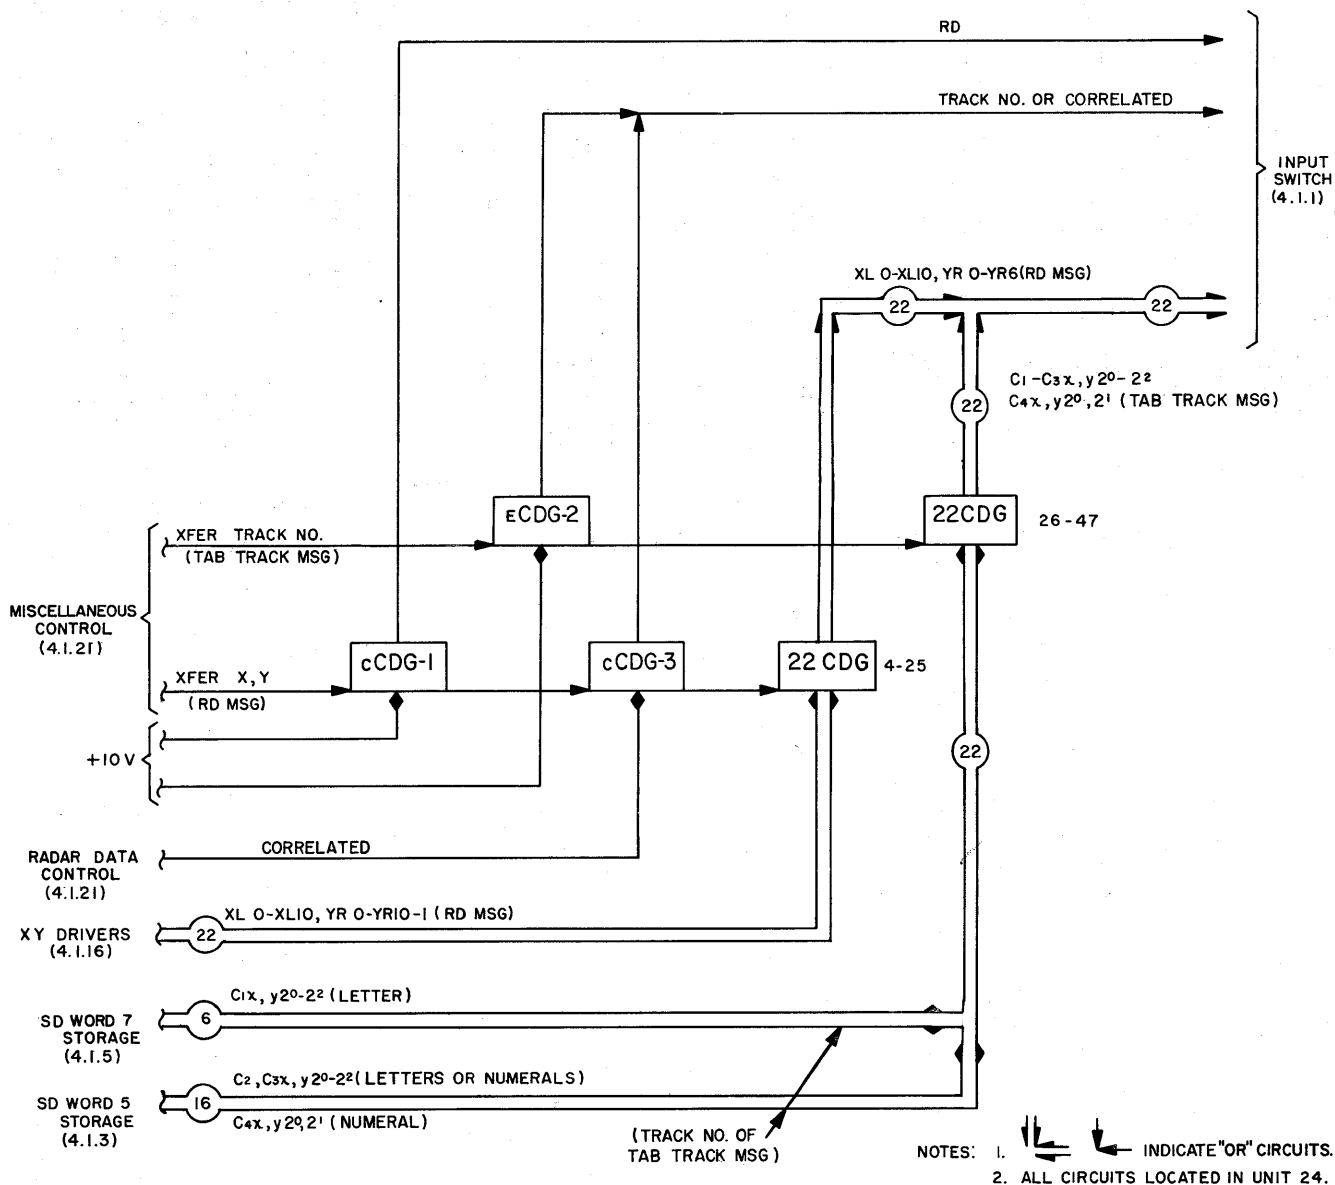 RD
TRACK NO. OR CORRELATED
INPUT
SWITCH
(4.1.1)
XL 0-XL10, YR 0-YR6(RD MSG)
22
22
C1-C3x, y2⁰-2²
C4x, y2⁰, 2¹ (TAB TRACK MSG)
22
ECDG-2
22CDG
26-47
XFER TRACK NO.
(TAB TRACK MSG)
MISCELLANEOUS
CONTROL
(4.1.21)
cCDG-1
cCDG-3
22 CDG
4-25
XFER X,Y
(RD MSG)
+10V
22
CORRELATED
RADAR DATA
CONTROL
(4.1.21)
XL 0-XL10, YR 0-YR10-1 (RD MSG)
XY DRIVERS
(4.1.16)
22
C1x, y2⁰-2² (LETTER)
SD WORD 7
STORAGE
(4.1.5)
6
C2, C3x, y2⁰-2² (LETTERS OR NUMERALS)
SD WORD 5
STORAGE
(4.1.3)
16
C4x, y2⁰, 2¹ (NUMERAL)
(TRACK NO. OF
TAB TRACK MSG)
NOTES: 1. INDICATE "OR" CIRCUITS.
2. ALL CIRCUITS LOCATED IN UNIT 24.